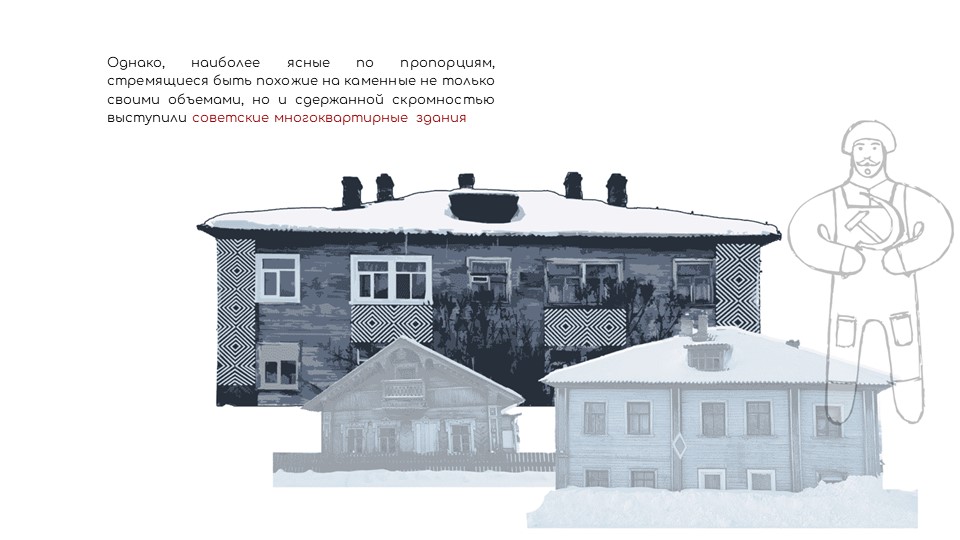 Однако, наиболее ясные по пропорциям,
стремящиеся быть похожие на каменные не только
своими объемами, но и сдержанной скромностью
выступили советские многоквартирные здания